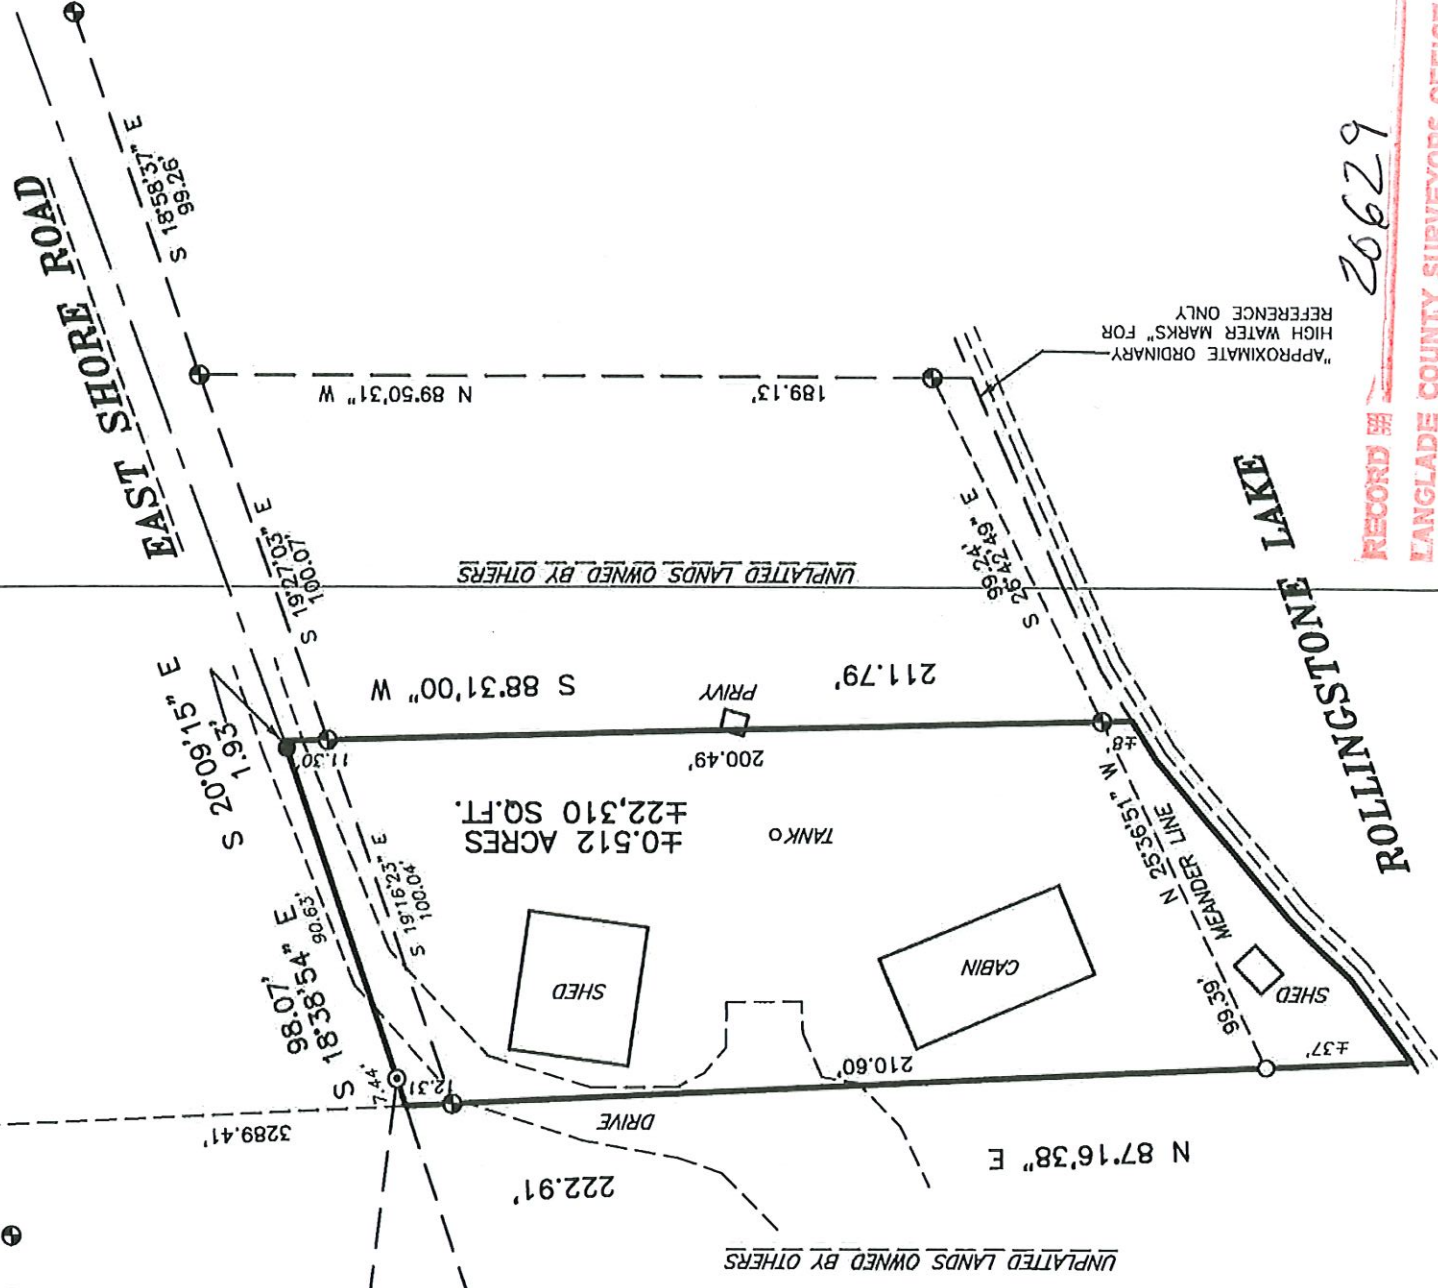 UNPLATTED LANDS OWNED BY OTHERS
222.91'
N 87°16'38" E
3289.41'
DRIVE
12.31'
7.44'
210.60'
±37'
98.07'
S 18°38'54" E
90.63'
SHED
CABIN
SHED
99.39'
N 25°36'51" W
MEANDER LINE
S 19°16'23" E
100.04'
TANK
±0.512 ACRES
±22,310 SQ.FT.
S 20°09'15" E
1.93'
11.30'
200.49'
±8'
PRIVY
S 88°31'00" W
211.79'
UNPLATTED LANDS OWNED BY OTHERS
S 19°27'03" E
100.07'
S 25°42'49" E
99.24'
N 89°50'31" W
189.13'
"APPROXIMATE ORDINARY
HIGH WATER MARKS" FOR
REFERENCE ONLY
S 18°58'37" E
99.26'
EAST SHORE ROAD
ROLLINGSTONE LAKE
RECORD
20629
LANGLADE COUNTY SURVEYORS OFFICE